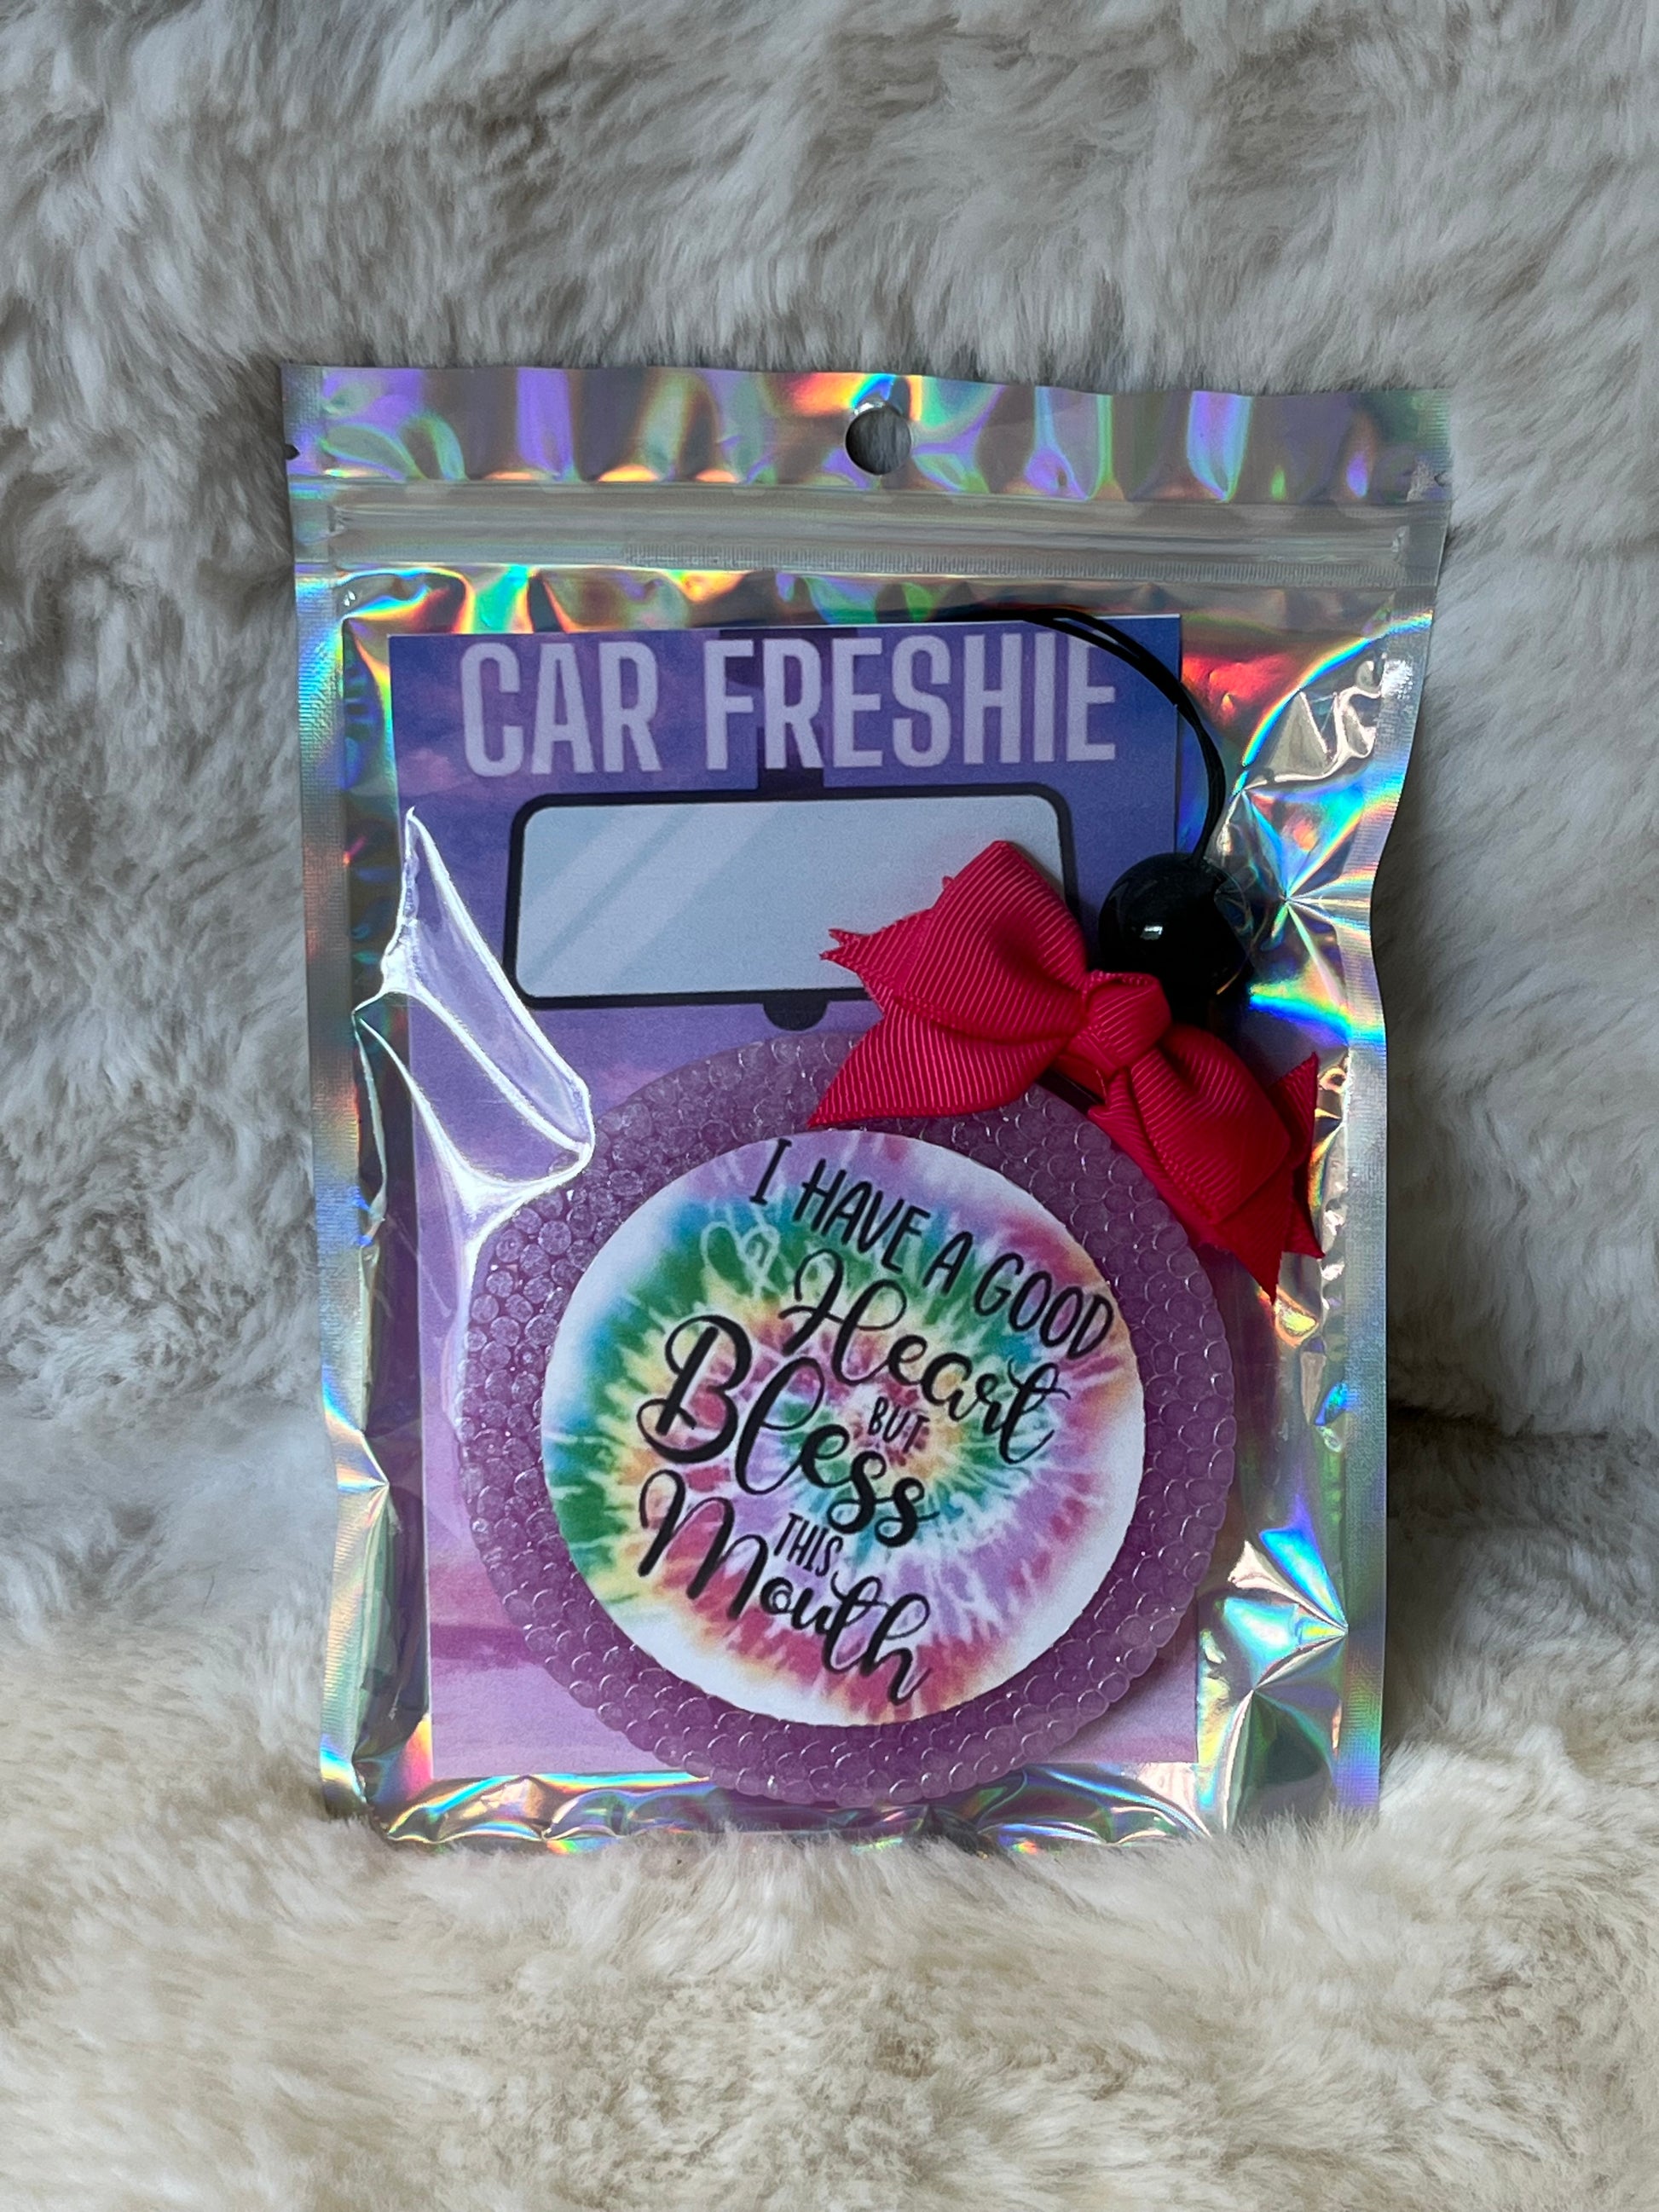 CAR FRESHIE
I HAVE A GOOD
Heart
BUT
Bless
THIS
Mouth